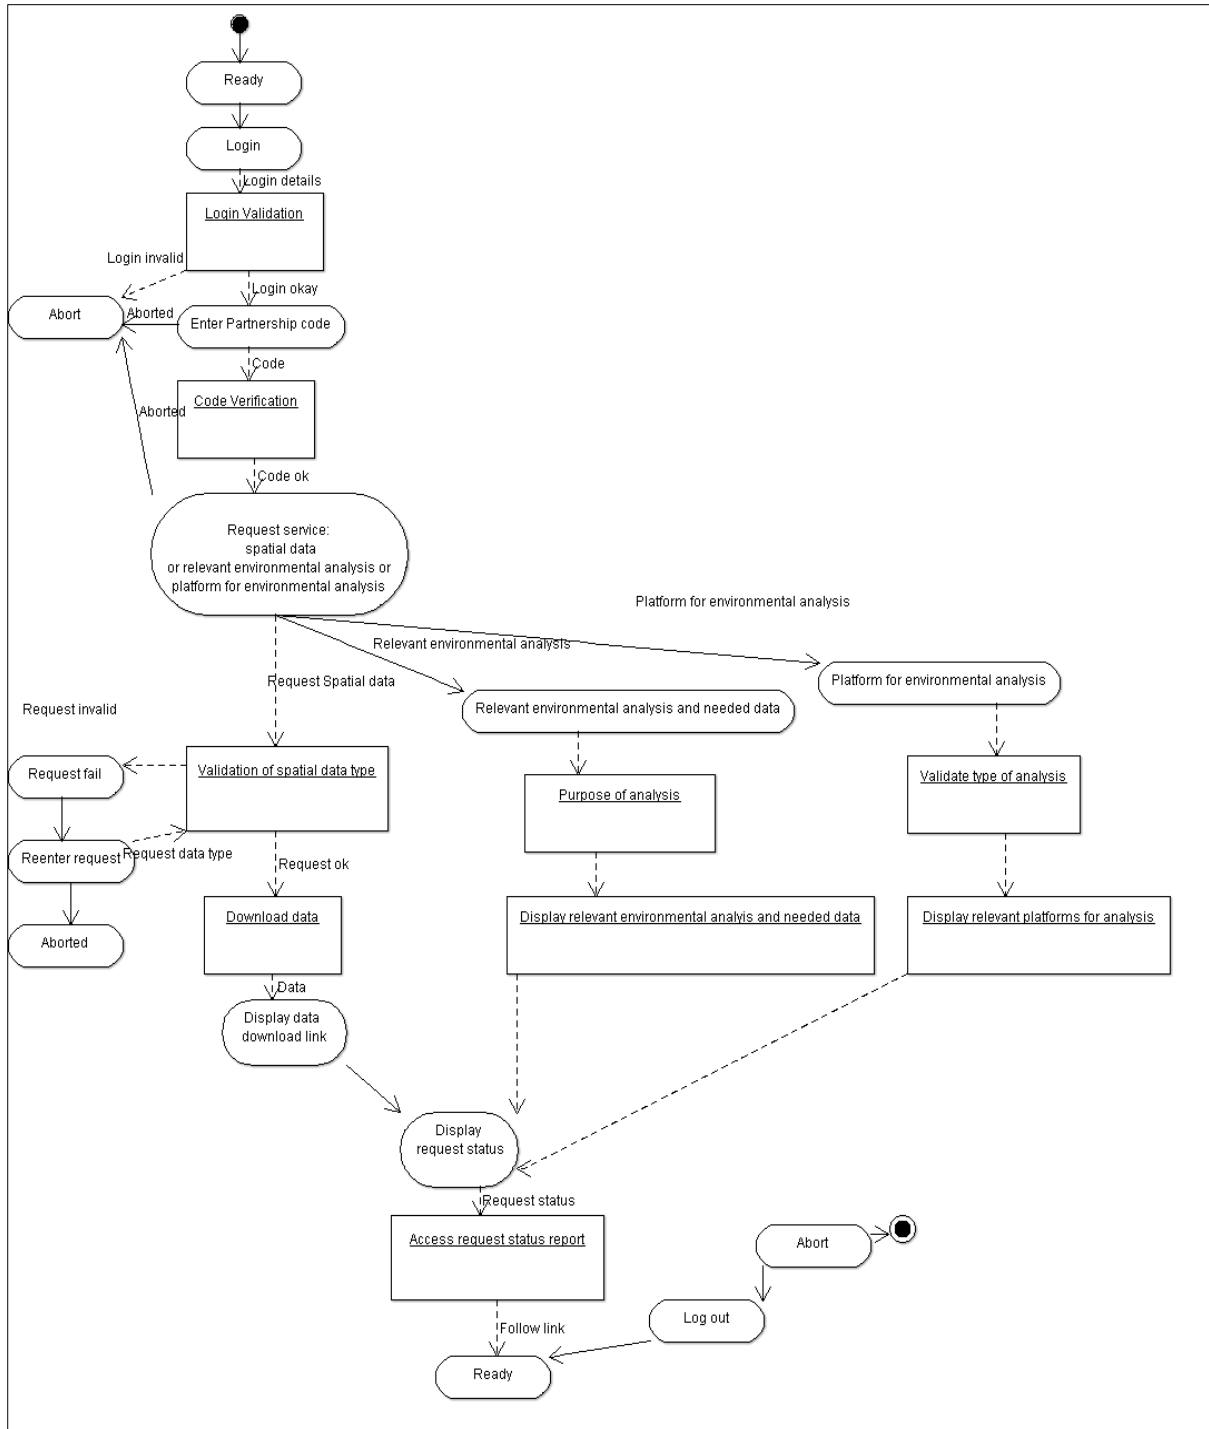 Ready
Login
Login details
Login Validation
Login invalid
Login okay
Abort
Aborted
Enter Partnership code
Code
Code Verification
Aborted
Code ok
Request service:
spatial data
or relevant environmental analysis or
platform for environmental analysis
Platform for environmental analysis
Relevant environmental analysis
Request Spatial data
Platform for environmental analysis
Relevant environmental analysis and needed data
Request invalid
Request fail
Validation of spatial data type
Purpose of analysis
Validate type of analysis
Reenter request
Request data type
Request ok
Download data
Display relevant environmental analyis and needed data
Display relevant platforms for analysis
Aborted
Data
Display data
download link
Display
request status
Request status
Access request status report
Abort
Log out
Follow link
Ready